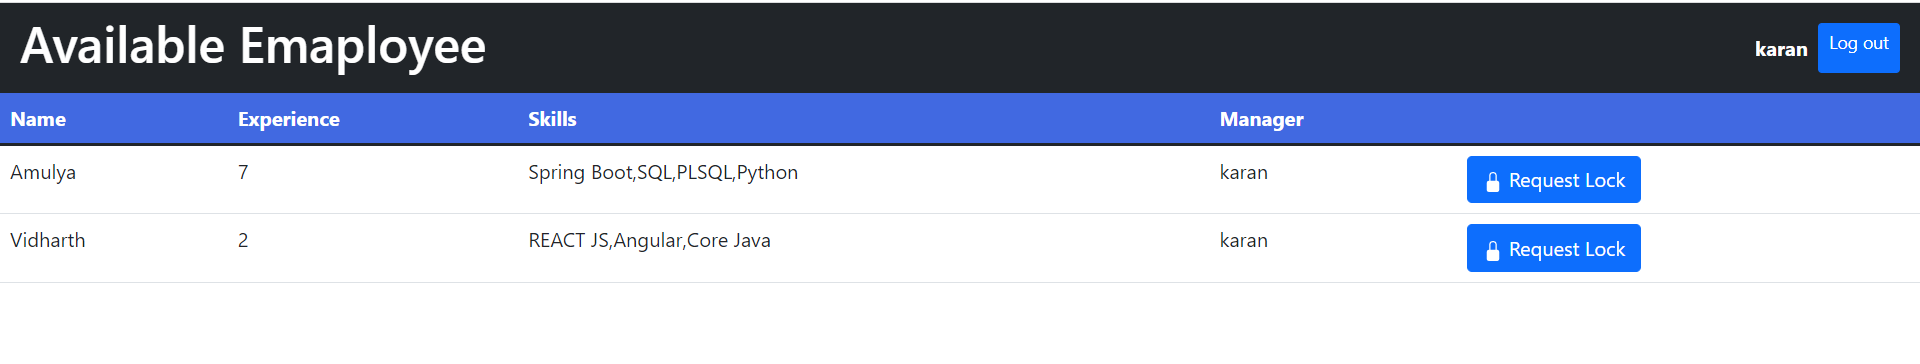 Available Emaployee karan Log out
Name Experience Skills Manager
Amulya 7 Spring Boot,SQL,PLSQL,Python karan Request Lock
Vidharth 2 REACT JS,Angular,Core Java karan Request Lock